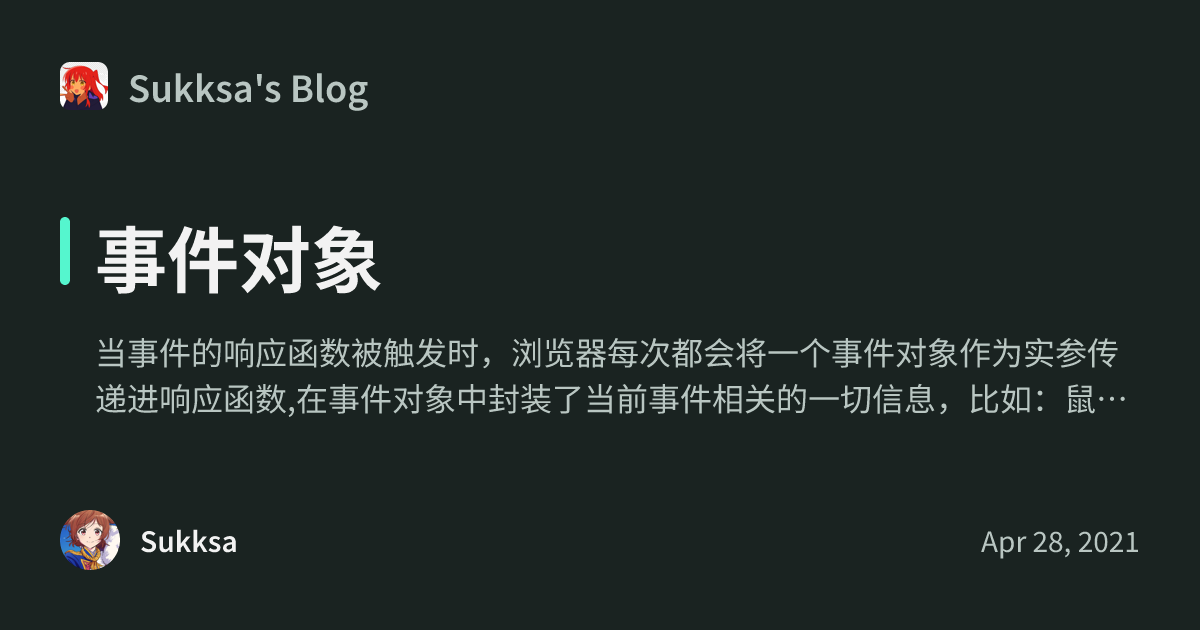 Sukksa's Blog
事件对象
当事件的响应函数被触发时，浏览器每次都会将一个事件对象作为实参传
递进响应函数,在事件对象中封装了当前事件相关的一切信息，比如：鼠…
Sukksa
Apr 28, 2021